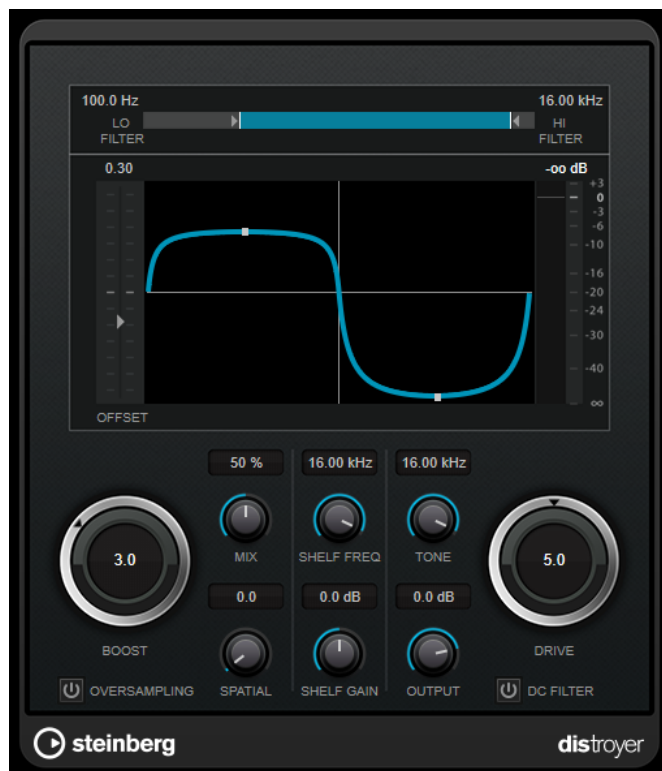 100.0 Hz 16.00 kHz
LO FILTER HI FILTER
0.30 -oo dB
+3
0
-3
-6
-10
-16
-20
-24
-30
-40
∞
OFFSET
50 % 16.00 kHz 16.00 kHz
3.0 MIX SHELF FREQ TONE 5.0
0.0 0.0 dB 0.0 dB
BOOST DRIVE
OVERSAMPLING SPATIAL SHELF GAIN OUTPUT DC FILTER
steinberg distroyer